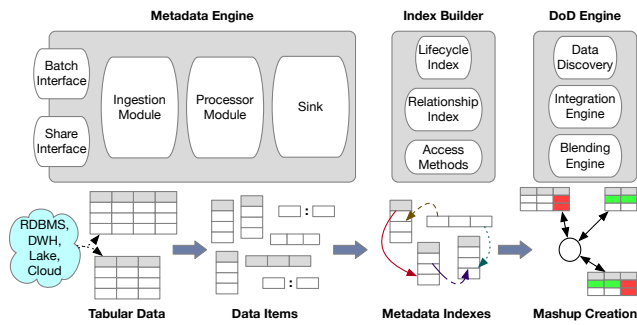 Metadata Engine
Index Builder
DoD Engine
Batch
Interface
Share
Interface
Ingestion
Module
Processor
Module
Sink
Lifecycle
Index
Relationship
Index
Access
Methods
Data
Discovery
Integration
Engine
Blending
Engine
RDBMS,
DWH,
Lake,
Cloud
:
:
Tabular Data
Data Items
Metadata Indexes
Mashup Creation